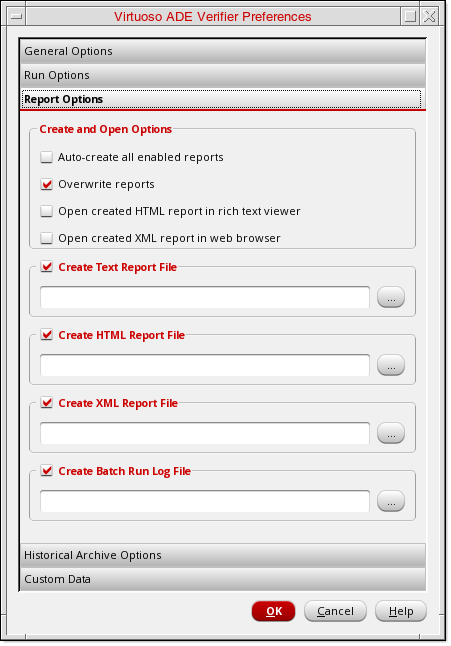 Virtuoso ADE Verifier Preferences
General Options
Run Options
Report Options
Create and Open Options
Auto-create all enabled reports
Overwrite reports
Open created HTML report in rich text viewer
Open created XML report in web browser
Create Text Report File
...
Create HTML Report File
...
Create XML Report File
...
Create Batch Run Log File
...
Historical Archive Options
Custom Data
OK Cancel Help